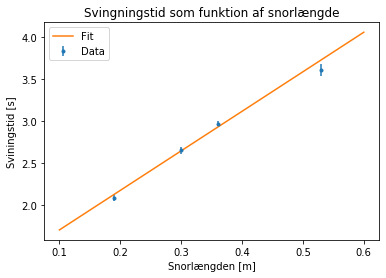 Svingningstid som funktion af snorlængde
Fit
Data
4.0
3.5
3.0
2.5
2.0
Sviningstid [s]
0.1 0.2 0.3 0.4 0.5 0.6
Snorlængden [m]